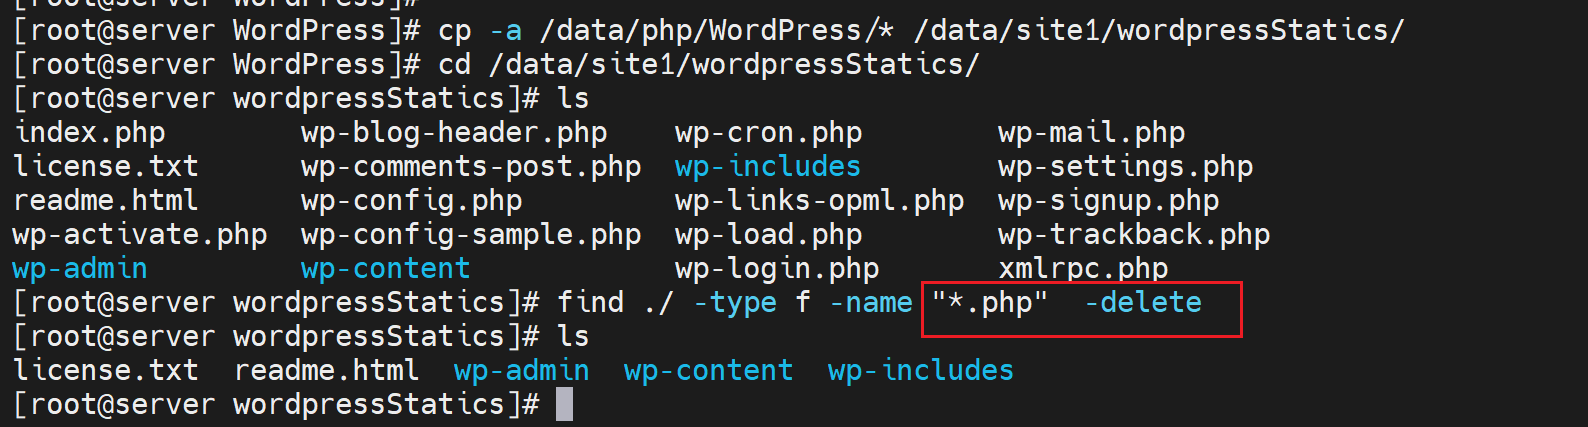 [root@server WordPress]#
[root@server WordPress]# cp -a /data/php/WordPress/* /data/site1/wordpressStatics/
[root@server WordPress]# cd /data/site1/wordpressStatics/
[root@server wordpressStatics]# ls
index.php        wp-blog-header.php    wp-cron.php        wp-mail.php
license.txt      wp-comments-post.php  wp-includes        wp-settings.php
readme.html      wp-config.php         wp-links-opml.php  wp-signup.php
wp-activate.php  wp-config-sample.php  wp-load.php        wp-trackback.php
wp-admin         wp-content            wp-login.php       xmlrpc.php
[root@server wordpressStatics]# find ./ -type f -name "*.php"  -delete
[root@server wordpressStatics]# ls
license.txt  readme.html  wp-admin  wp-content  wp-includes
[root@server wordpressStatics]#